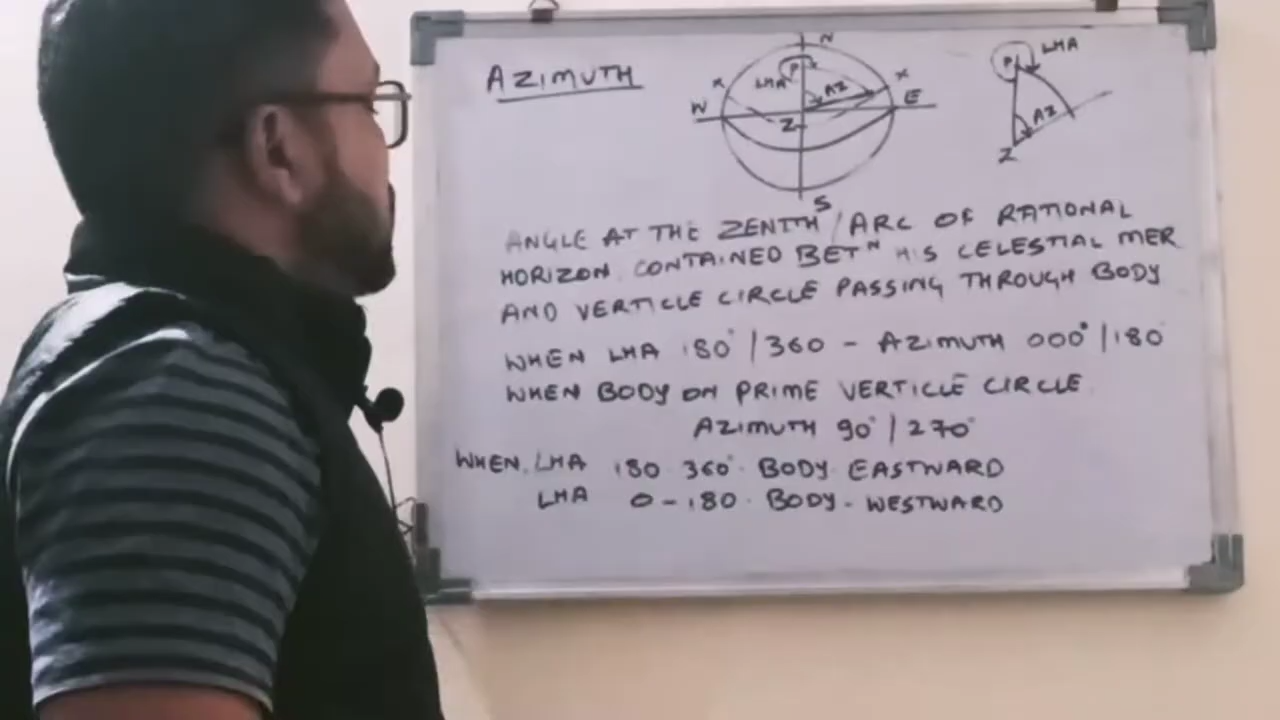 AZIMUTH
N
P
LHA
X
X
AZ
W
E
Z
S
P
LHA
AZ
Z
ANGLE AT THE ZENITH / ARC OF RATIONAL
HORIZON CONTAINED BETN HIS CELESTIAL MER
AND VERTICLE CIRCLE PASSING THROUGH BODY
WHEN LHA 180° / 360 - AZIMUTH 000° / 180
WHEN BODY ON PRIME VERTICLE CIRCLE
AZIMUTH 90° / 270°
WHEN LHA 180 360° BODY EASTWARD
LHA 0 - 180 BODY - WESTWARD